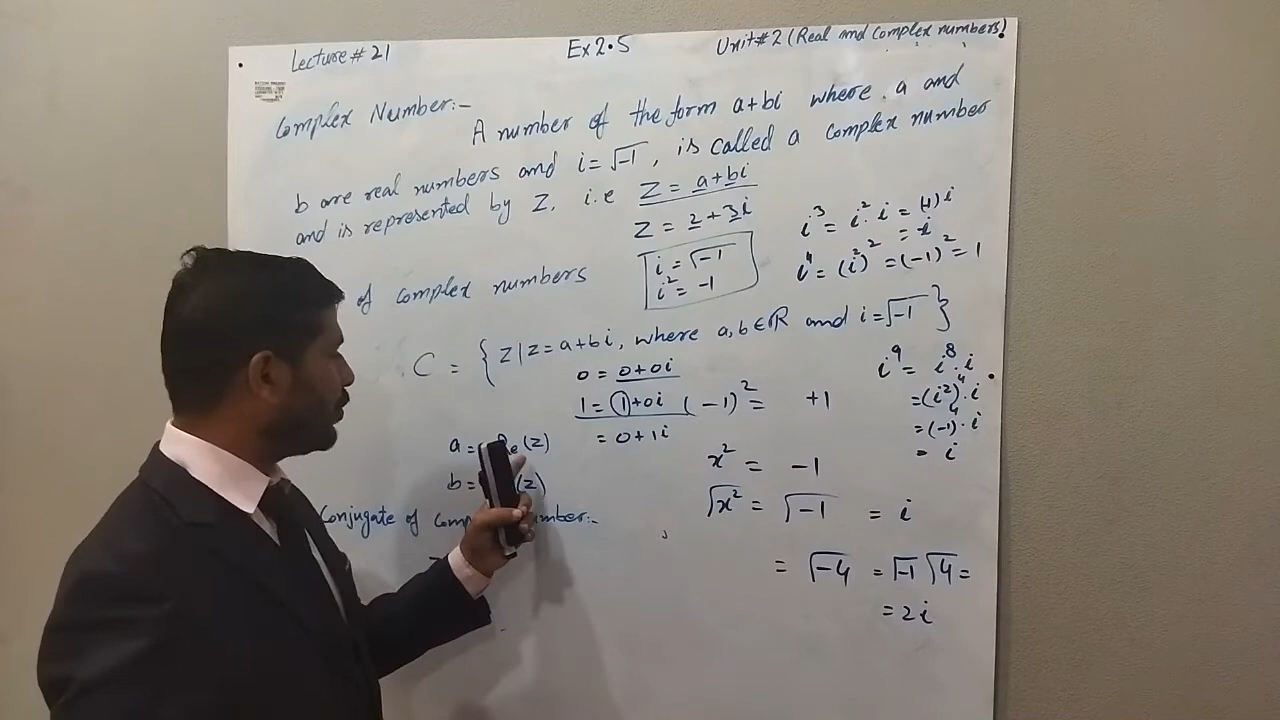 Lecture # 21 Ex 2.5 Unit # 2 (Real and Complex numbers)
Complex Number:-
A number of the form a+bi where a and
b are real numbers and i = √-1, is called a complex number
and is represented by Z. i.e Z = a+bi
Z = 2 + 3i
i = √-1
i² = -1
i³ = i². i = (-1) i
= -i
i⁴ = (i²)² = (-1)² = 1
of complex numbers
C = { Z / Z = a+bi, where a, b ∈ R and i = √-1 }
0 = 0+0i
1 = 1+0i (-1)² = +1
= 0+1i
i⁹ = i⁸. i
= (i²)⁴. i
= (-1)⁴. i
= i
a = Re(Z)
b = (Z)
x² = -1
√x² = √-1 = i
Conjugate of number:-
= √-4 = √-1 √4 =
= 2i